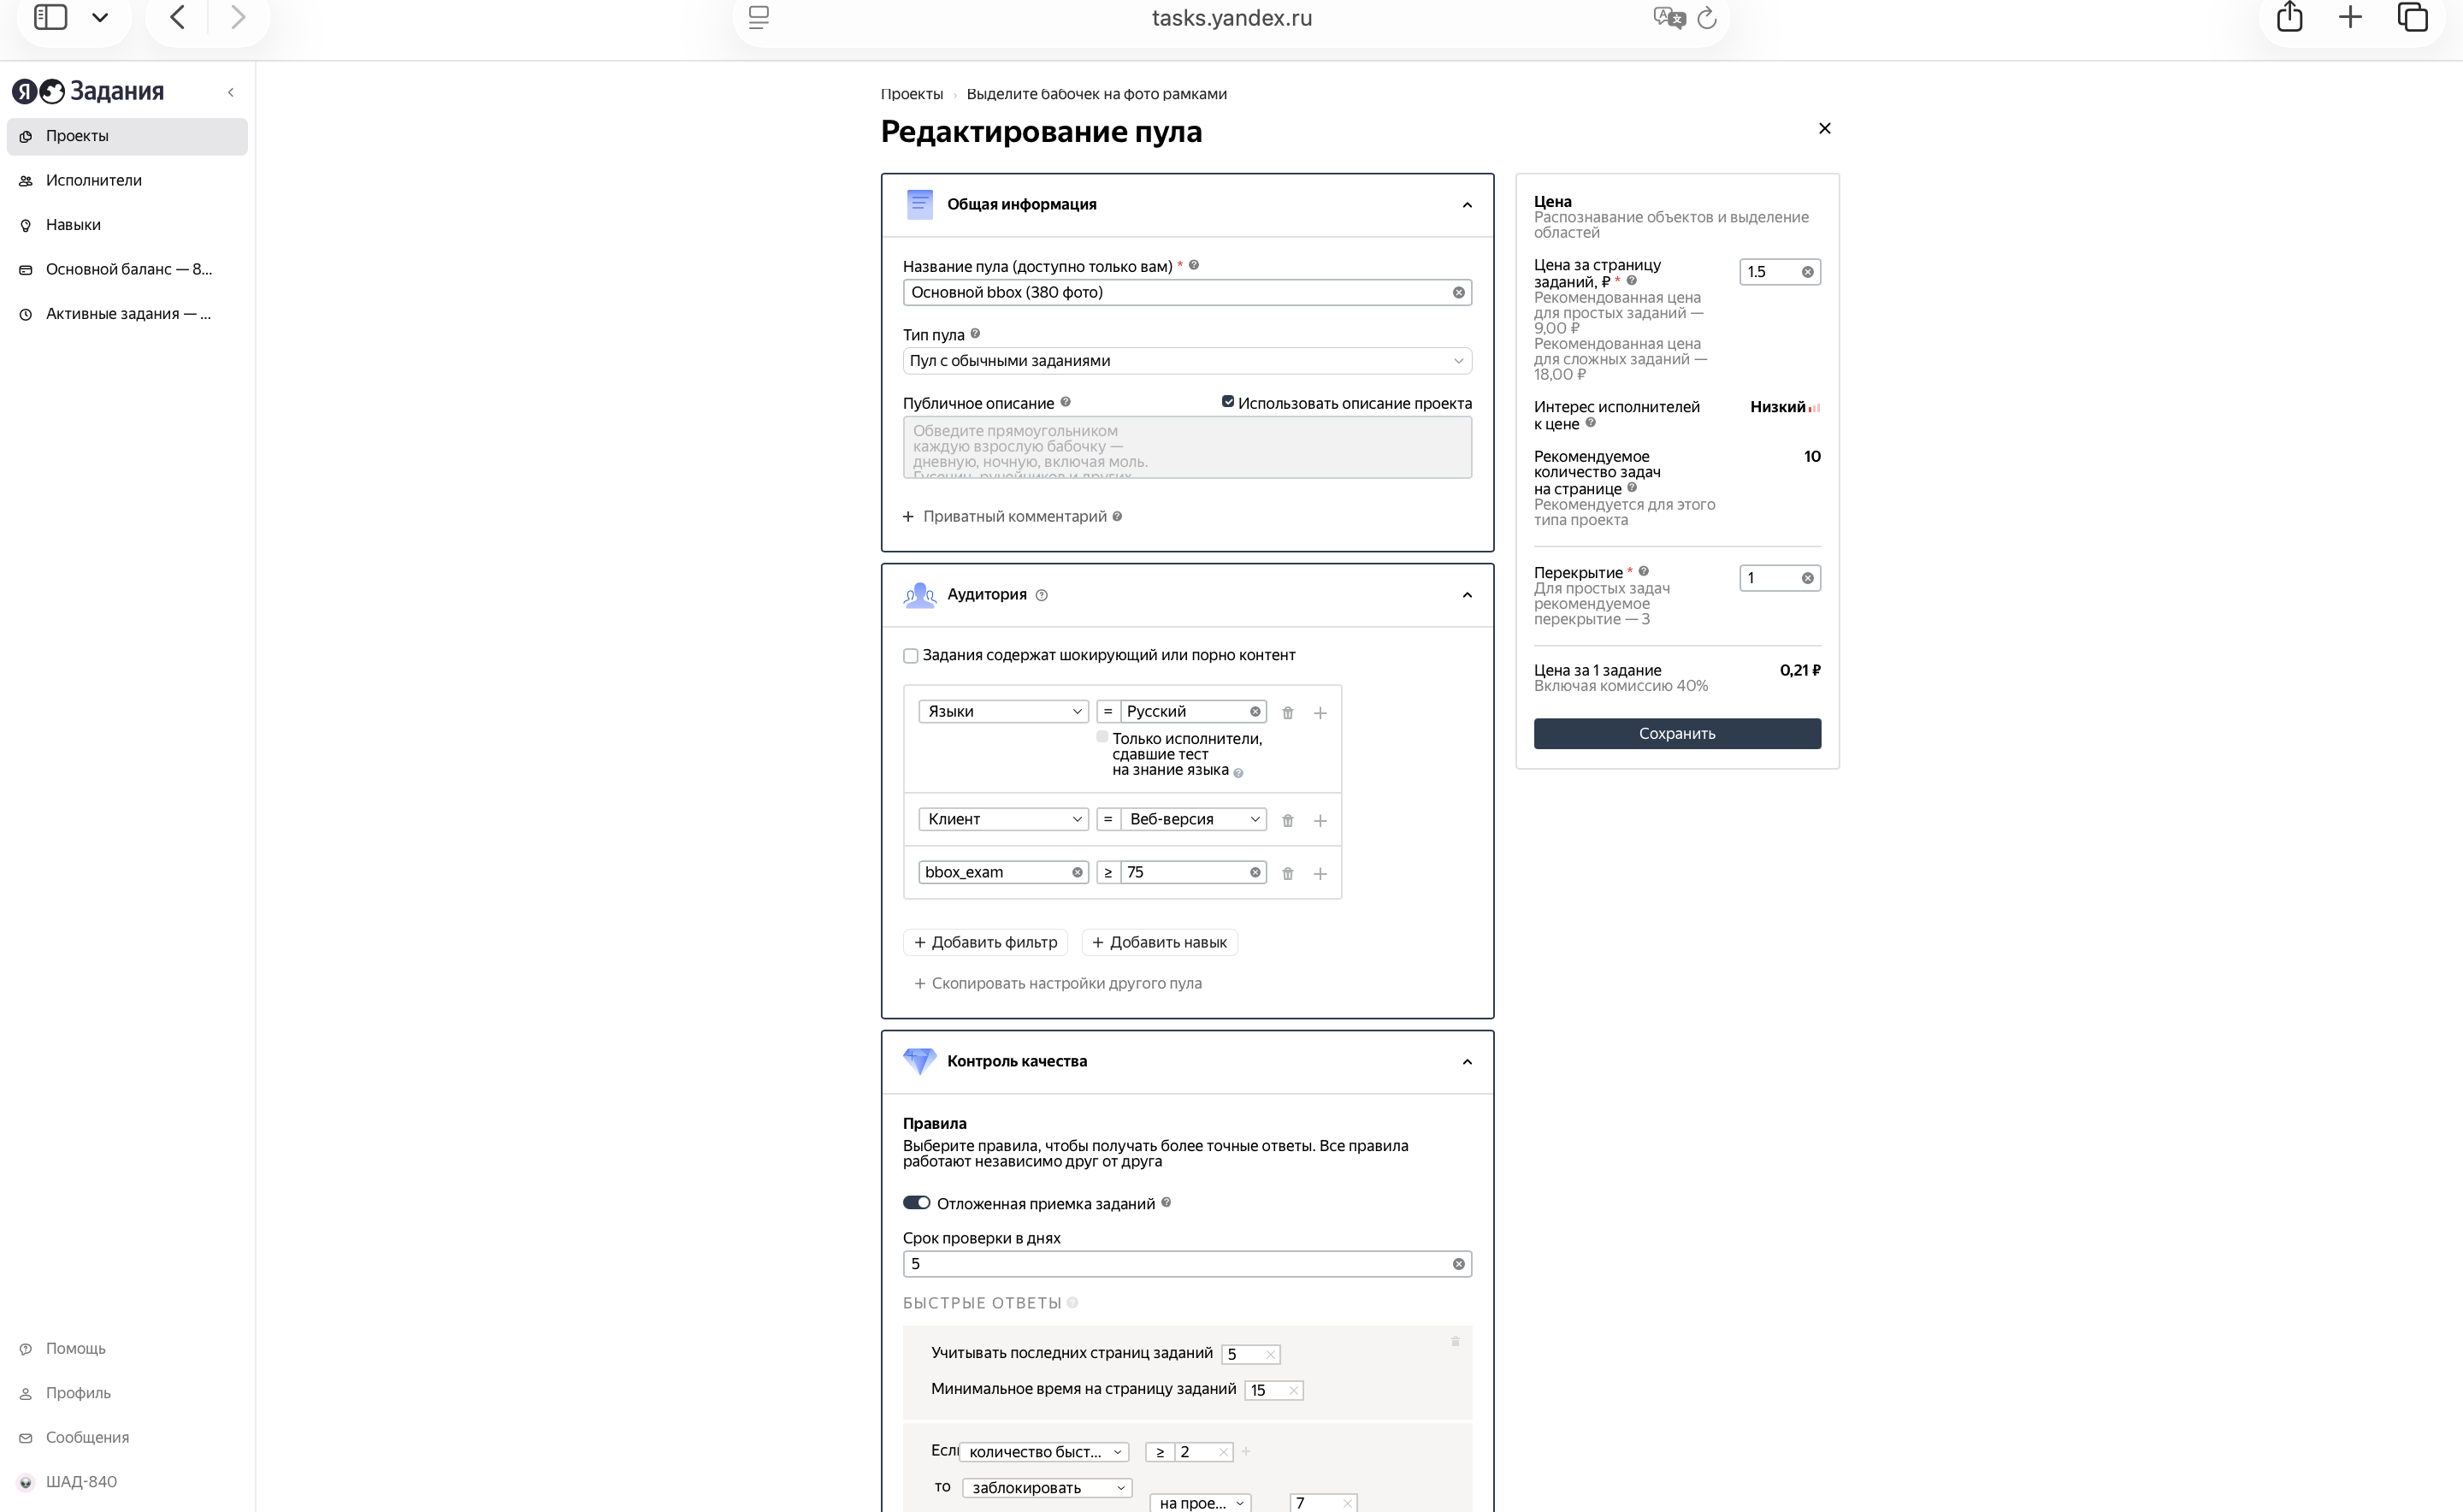 tasks.yandex.ru
Я Задания
Проекты
Исполнители
Навыки
Основной баланс — 8...
Активные задания — ...
Помощь
Профиль
Сообщения
ШАД-840
Проекты › Выделите бабочек на фото рамками
Редактирование пула
Общая информация
Название пула (доступно только вам) *
Основной bbox (380 фото)
Тип пула
Пул с обычными заданиями
Публичное описание
Использовать описание проекта
Обведите прямоугольником
каждую взрослую бабочку —
дневную, ночную, включая моль.
Гусениц, ручейников и других
+ Приватный комментарий
Аудитория
Задания содержат шокирующий или порно контент
Языки = Русский
Только исполнители,
сдавшие тест
на знание языка
Клиент = Веб-версия
bbox_exam ≥ 75
+ Добавить фильтр + Добавить навык
+ Скопировать настройки другого пула
Контроль качества
Правила
Выберите правила, чтобы получать более точные ответы. Все правила
работают независимо друг от друга
Отложенная приемка заданий
Срок проверки в днях
5
БЫСТРЫЕ ОТВЕТЫ
Учитывать последних страниц заданий 5
Минимальное время на страницу заданий 15
Если количество быст... ≥ 2
то заблокировать
на прое... 7
Цена
Распознавание объектов и выделение
областей
Цена за страницу
заданий, ₽ *
1.5
Рекомендованная цена
для простых заданий —
9,00 ₽
Рекомендованная цена
для сложных заданий —
18,00 ₽
Интерес исполнителей
к цене
Низкий
Рекомендуемое
количество задач
на странице
10
Рекомендуется для этого
типа проекта
Перекрытие *
1
Для простых задач
рекомендуемое
перекрытие — 3
Цена за 1 задание
0,21 ₽
Включая комиссию 40%
Сохранить